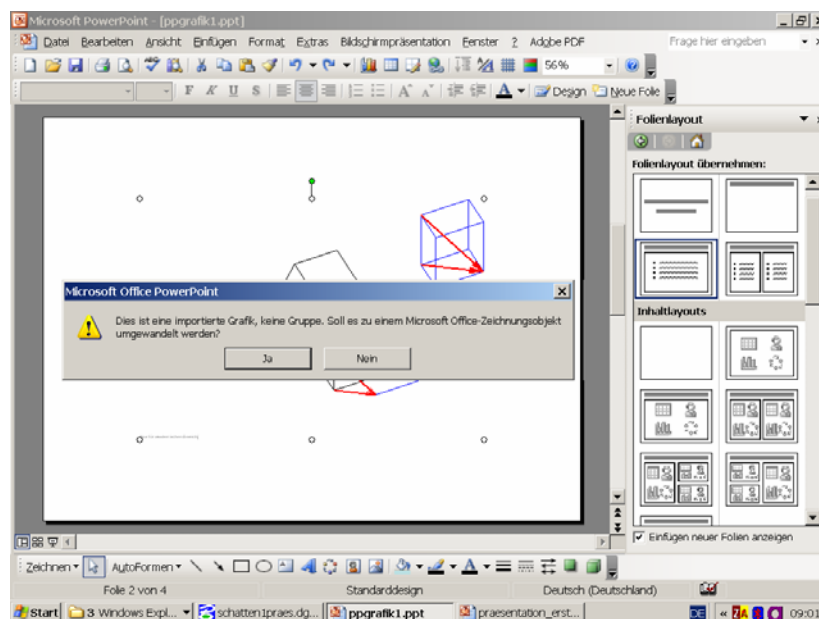 Microsoft PowerPoint - [ppgrafik1.ppt]
Datei Bearbeiten Ansicht Einfügen Format Extras Bildschirmpräsentation Fenster ? Adobe PDF
Frage hier eingeben
56%
F K U S
Design Neue Folie
Folienlayout
Folienlayout übernehmen:
Microsoft Office PowerPoint
Dies ist eine importierte Grafik, keine Gruppe. Soll es zu einem Microsoft Office-Zeichnungsobjekt
umgewandelt werden?
Ja Nein
Inhaltlayouts
Einfügen neuer Folien anzeigen
Zeichnen AutoFormen
Folie 2 von 4 Standarddesign Deutsch (Deutschland)
Start 3 Windows Expl... schatten1praes.dg... ppgrafik1.ppt praesentation_erst... DE « 09:01